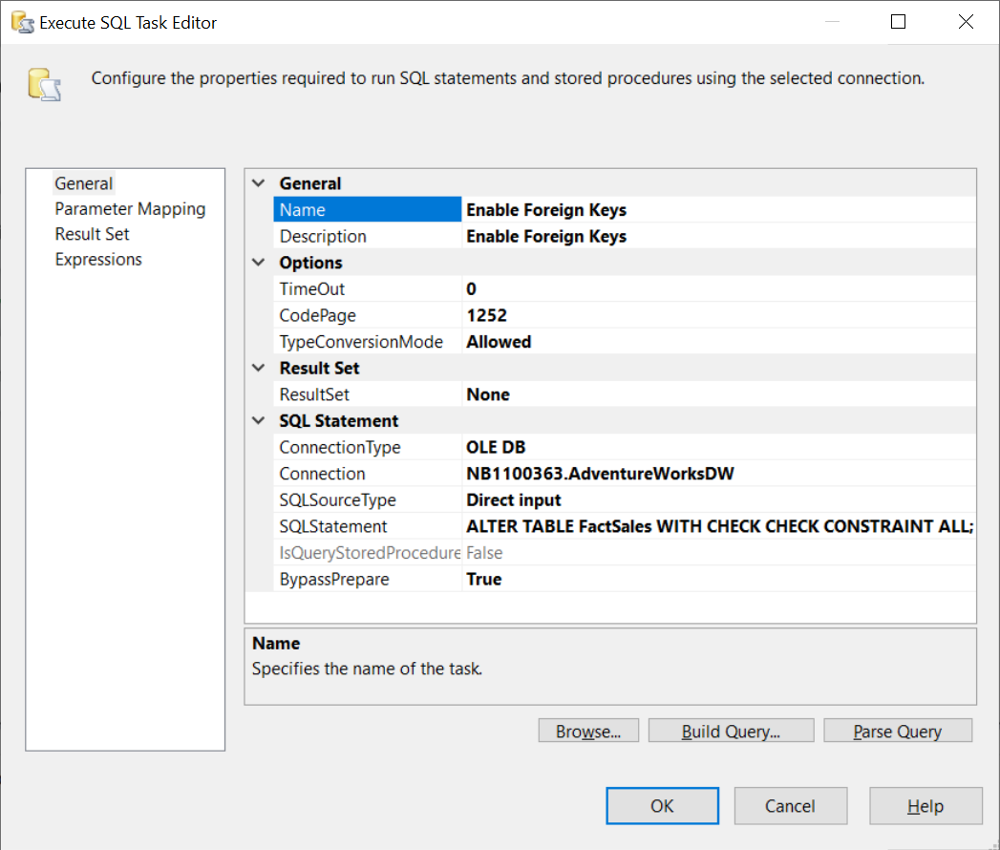 Execute SQL Task Editor
Configure the properties required to run SQL statements and stored procedures using the selected connection.
General
Parameter Mapping
Result Set
Expressions
General
Name Enable Foreign Keys
Description Enable Foreign Keys
Options
TimeOut 0
CodePage 1252
TypeConversionMode Allowed
Result Set
ResultSet None
SQL Statement
ConnectionType OLE DB
Connection NB1100363.AdventureWorksDW
SQLSourceType Direct input
SQLStatement ALTER TABLE FactSales WITH CHECK CHECK CONSTRAINT ALL;
IsQueryStoredProcedure False
BypassPrepare True
Name
Specifies the name of the task.
Browse... Build Query... Parse Query
OK Cancel Help